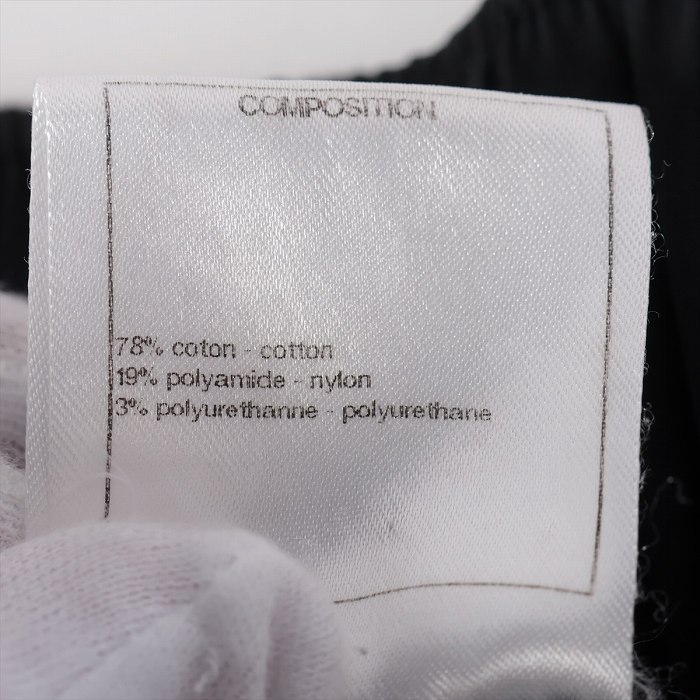 COMPOSITION
78% coton - cotton
19% polyamide - nylon
3% polyurethanne - polyurethane